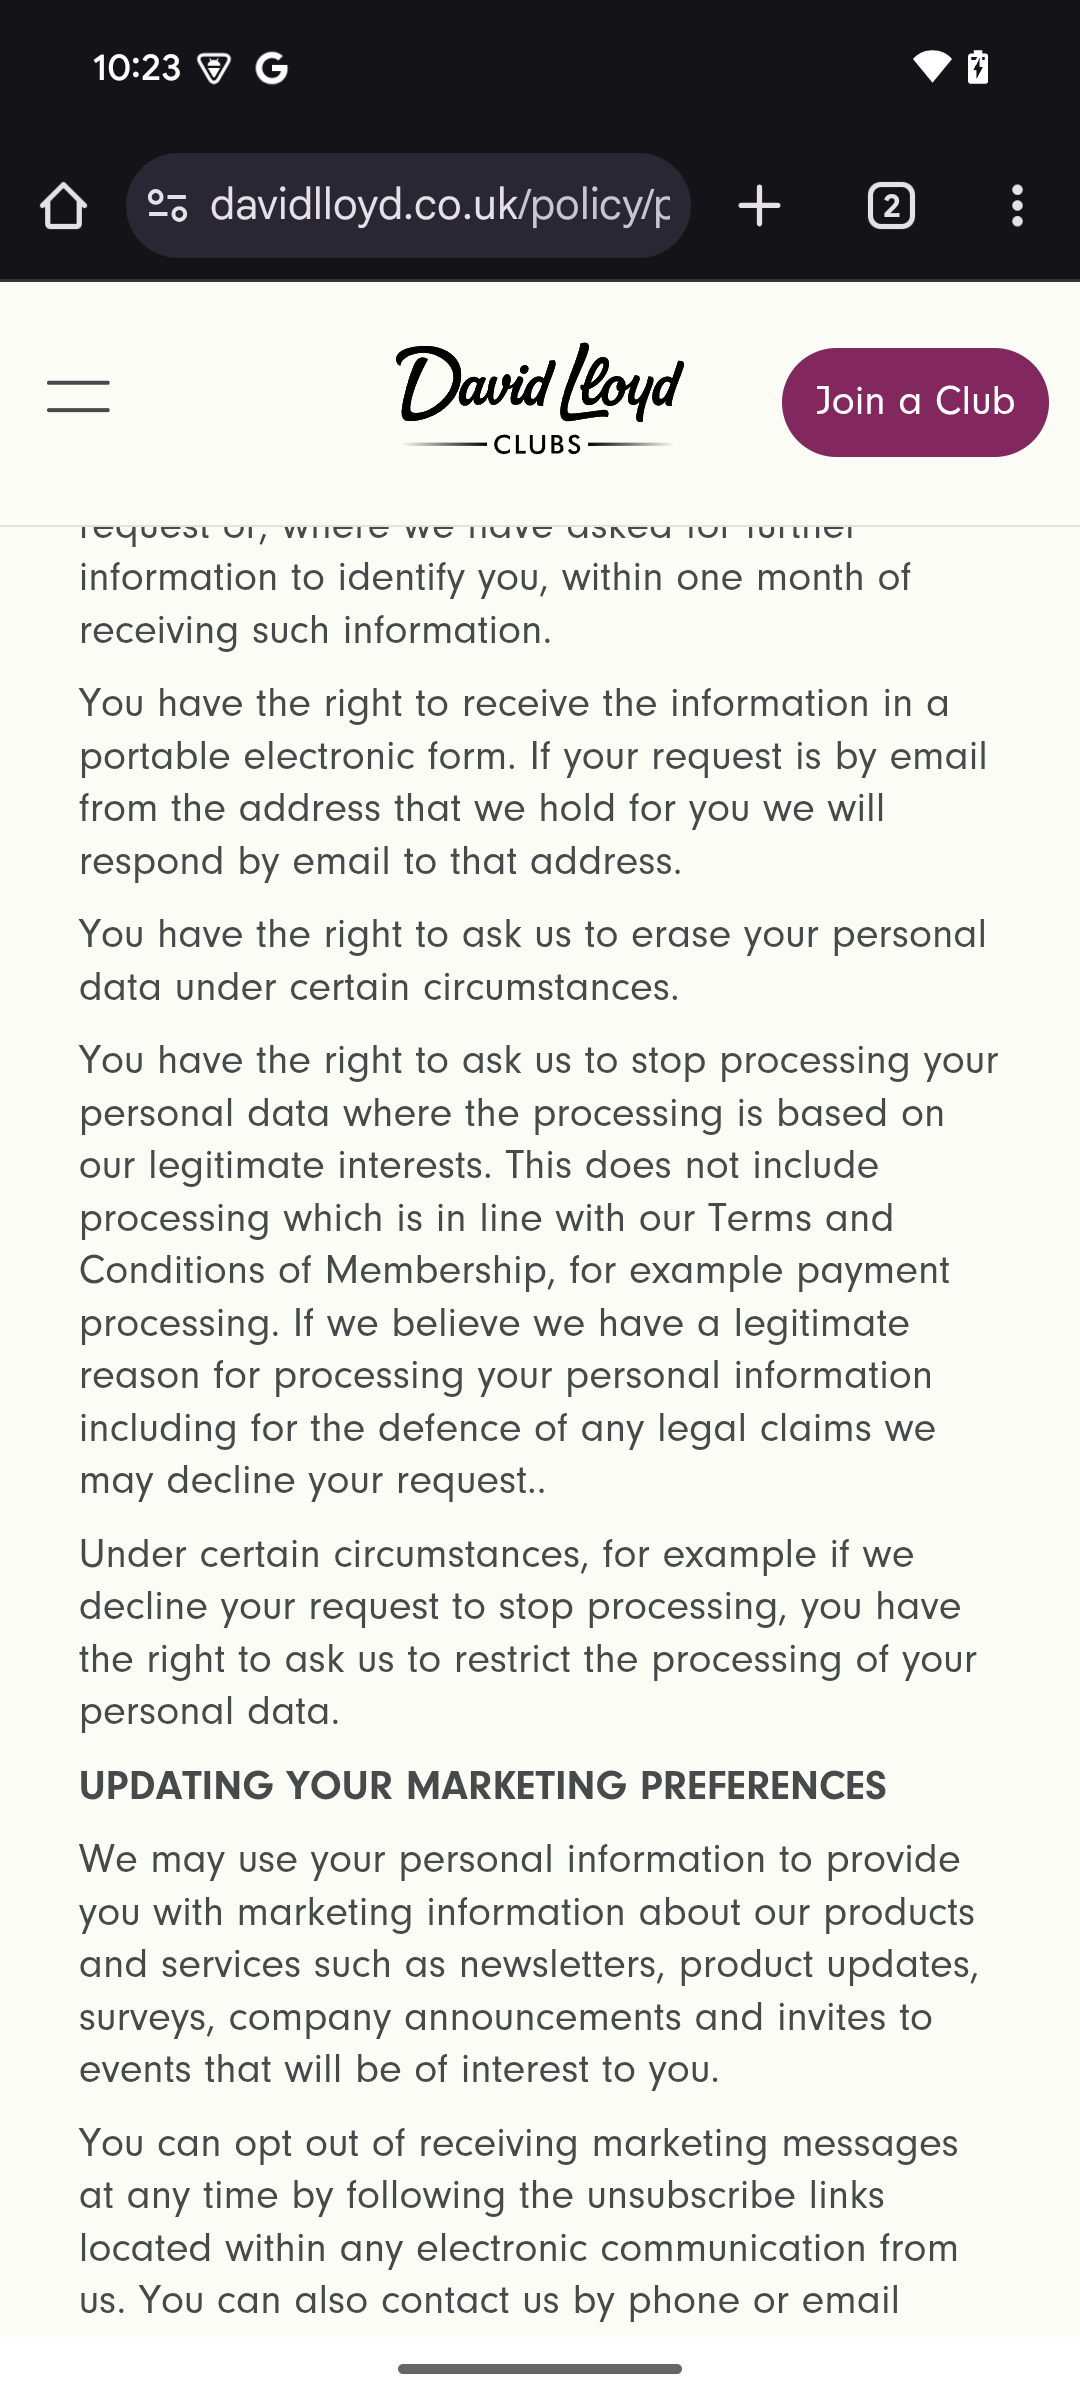 10:23
davidlloyd.co.uk/policy/p
2
David Lloyd
CLUBS
Join a Club
request or, where we have asked for further
information to identify you, within one month of
receiving such information.
You have the right to receive the information in a
portable electronic form. If your request is by email
from the address that we hold for you we will
respond by email to that address.
You have the right to ask us to erase your personal
data under certain circumstances.
You have the right to ask us to stop processing your
personal data where the processing is based on
our legitimate interests. This does not include
processing which is in line with our Terms and
Conditions of Membership, for example payment
processing. If we believe we have a legitimate
reason for processing your personal information
including for the defence of any legal claims we
may decline your request..
Under certain circumstances, for example if we
decline your request to stop processing, you have
the right to ask us to restrict the processing of your
personal data.
UPDATING YOUR MARKETING PREFERENCES
We may use your personal information to provide
you with marketing information about our products
and services such as newsletters, product updates,
surveys, company announcements and invites to
events that will be of interest to you.
You can opt out of receiving marketing messages
at any time by following the unsubscribe links
located within any electronic communication from
us. You can also contact us by phone or email